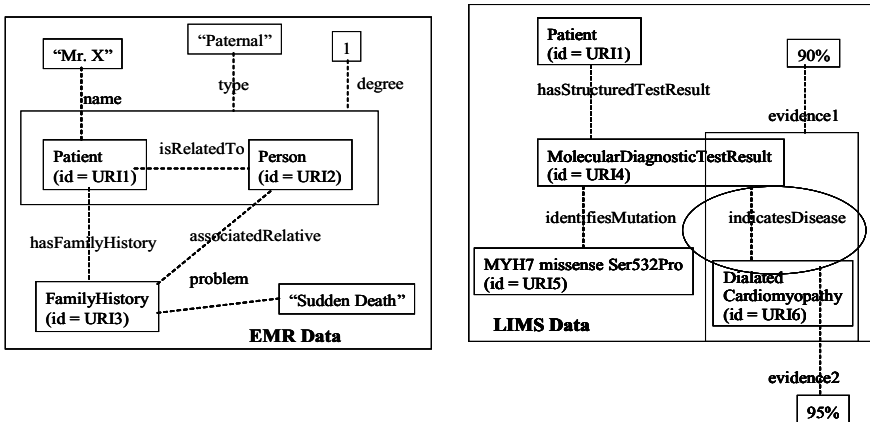 "Mr. X"
"Paternal"
1
name
type
degree
Patient
(id = URI1)
isRelatedTo
Person
(id = URI2)
hasFamilyHistory
associatedRelative
FamilyHistory
(id = URI3)
problem
"Sudden Death"
EMR Data
Patient
(id = URI1)
90%
hasStructuredTestResult
evidence1
MolecularDiagnosticTestResult
(id = URI4)
identifiesMutation
indicatesDisease
MYH7 missense Ser532Pro
(id = URI5)
Dialated
Cardiomyopathy
(id = URI6)
LIMS Data
evidence2
95%